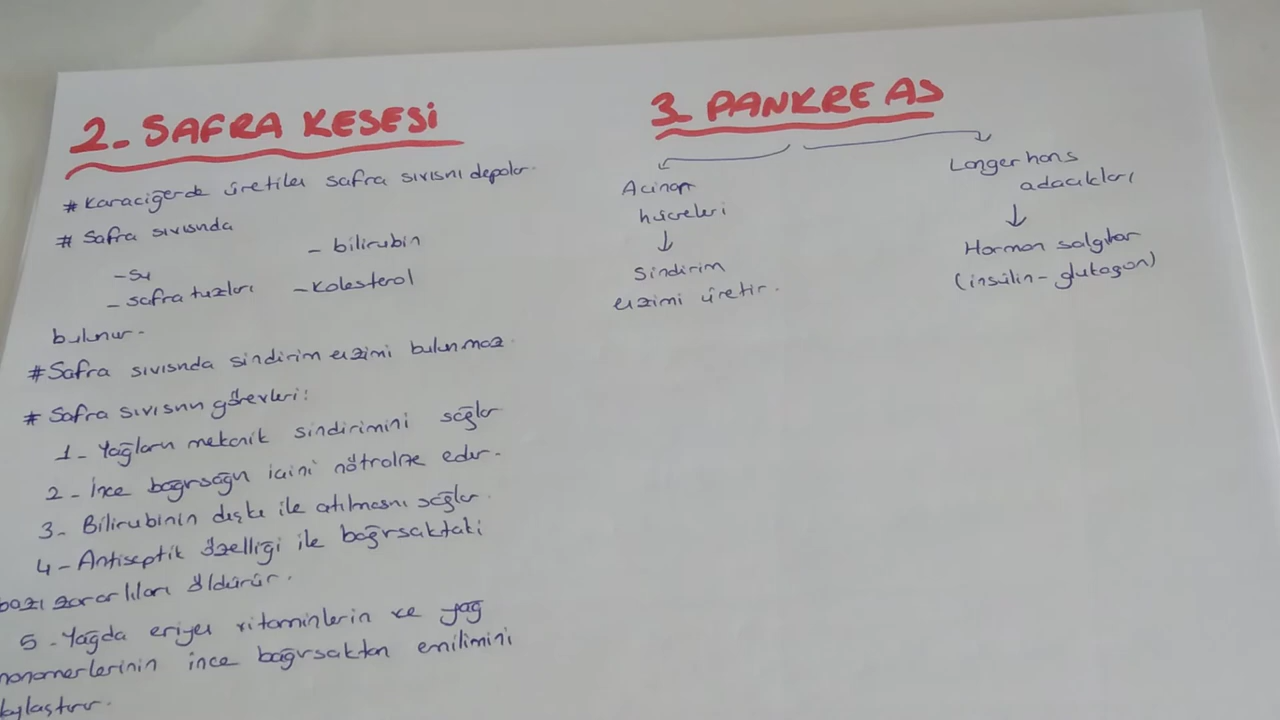 2- SAFRA KESESİ
# Karaciğerde üretilen safra sıvısını depolar.
# Safra sıvısında
- su
- bilirubin
- safra tuzları
- Kolesterol
bulunur.
# Safra sıvısında sindirim enzimi bulunmaz.
# Safra sıvısının görevleri:
1- Yağların mekanik sindirimini sağlar
2- İnce bağırsağın içini nötralize eder.
3- Bilirubinin dışkı ile atılmasını sağlar.
4- Antiseptik özelliği ile bağırsaktaki
bazı zararlıları öldürür.
5- Yağda eriyen vitaminlerin ve yağ
monomerlerinin ince bağırsaktan emilimini
kolaylaştırır.
3. PANKREAS
Acinar
hücreleri
↓
Sindirim
enzimi üretir.
Langerhans
adacıkları
↓
Hormon salgılar
(insülin - glukagon)